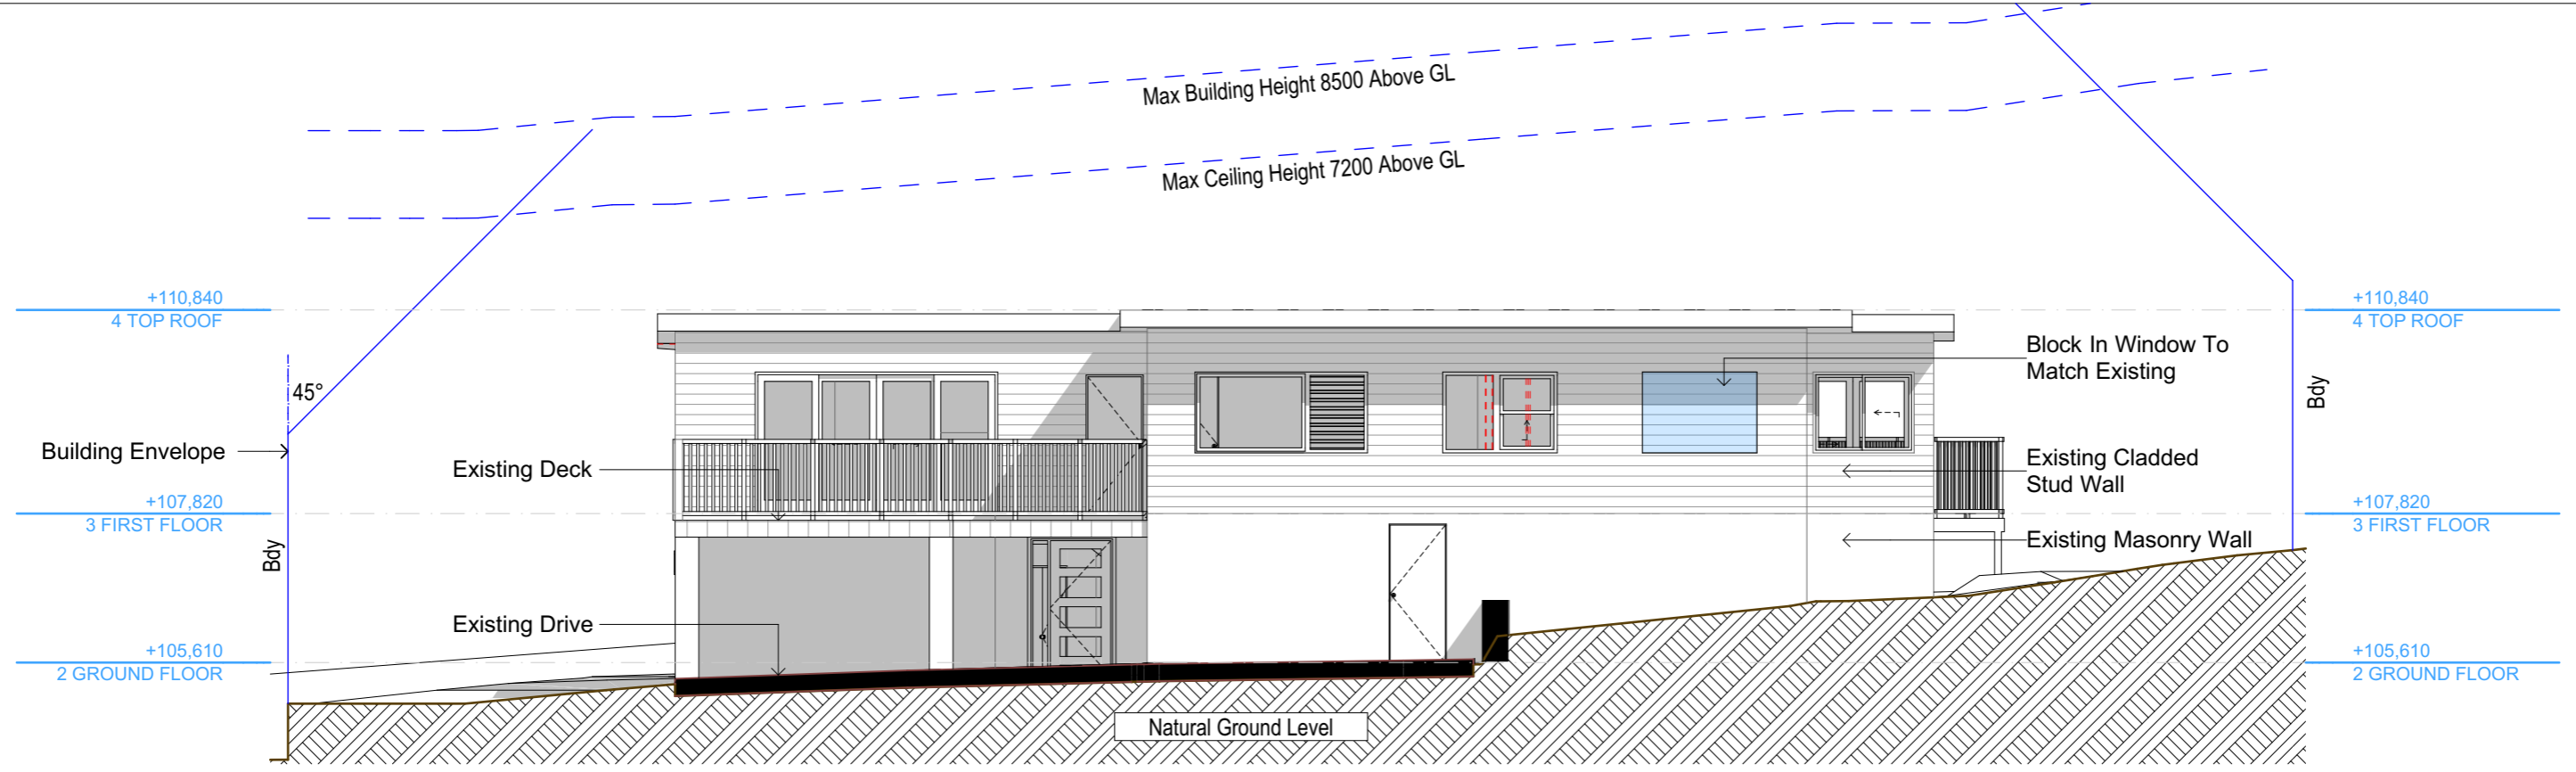 Max Building Height 8500 Above GL
Max Ceiling Height 7200 Above GL
+110,840
4 TOP ROOF
+110,840
4 TOP ROOF
Block In Window To
Match Existing
45°
Bdy
Building Envelope
Existing Deck
Existing Cladded
Stud Wall
+107,820
3 FIRST FLOOR
+107,820
3 FIRST FLOOR
Bdy
Existing Masonry Wall
Existing Drive
+105,610
2 GROUND FLOOR
+105,610
2 GROUND FLOOR
Natural Ground Level